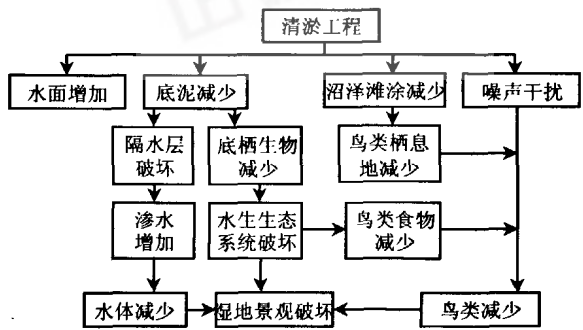 清淤工程
水面增加
底泥减少
沼泽滩涂减少
噪声干扰
隔水层
破坏
底栖生物
减少
鸟类栖息
地减少
渗水
增加
水生生态
系统破坏
鸟类食物
减少
水体减少
湿地景观破坏
鸟类减少